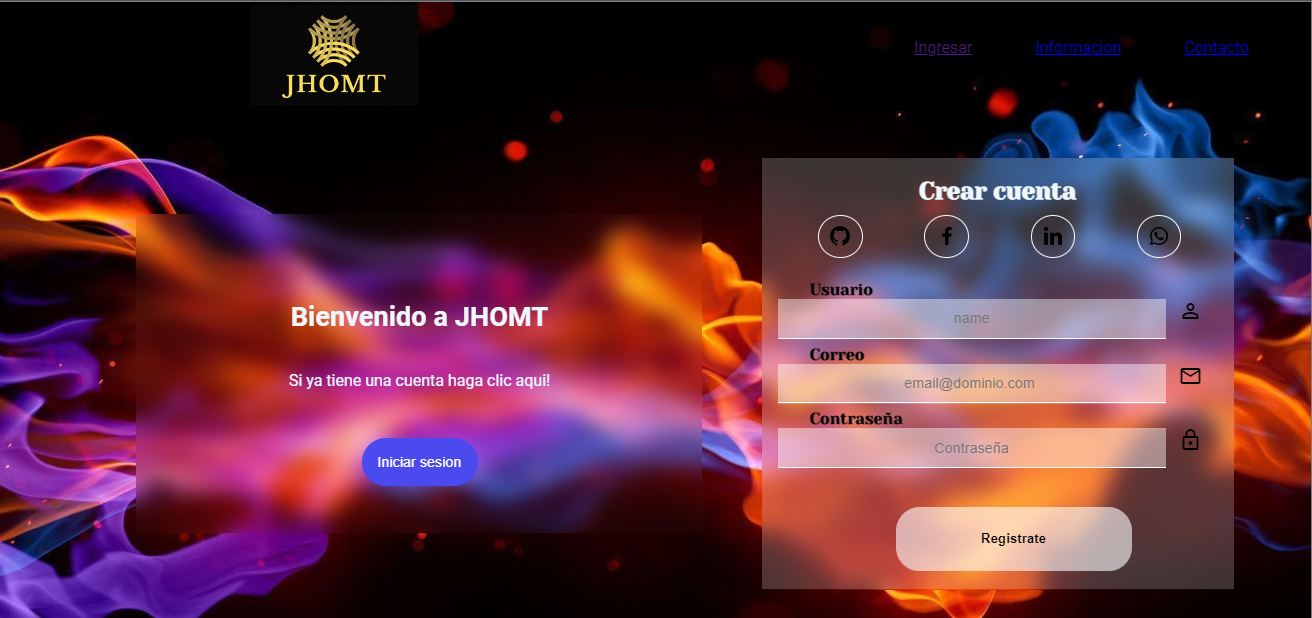 JHOMT
Ingresar
Informacion
Contacto
Bienvenido a JHOMT
Si ya tiene una cuenta haga clic aqui!
Iniciar sesion
Crear cuenta
Usuario
name
Correo
email@dominio.com
Contraseña
Contraseña
Registrate